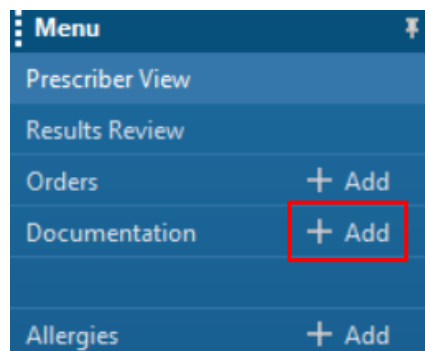 Menu
Prescriber View
Results Review
Orders + Add
Documentation + Add
Allergies + Add